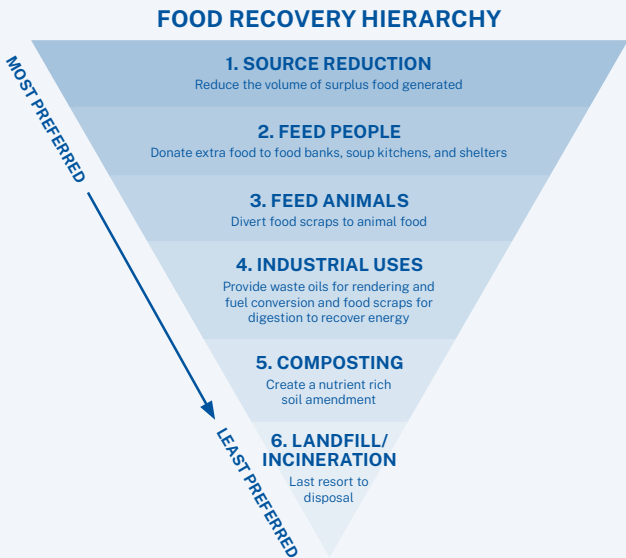 FOOD RECOVERY HIERARCHY
MOST PREFERRED
1. SOURCE REDUCTION
Reduce the volume of surplus food generated
2. FEED PEOPLE
Donate extra food to food banks, soup kitchens, and shelters
3. FEED ANIMALS
Divert food scraps to animal food
4. INDUSTRIAL USES
Provide waste oils for rendering and
fuel conversion and food scraps for
digestion to recover energy
5. COMPOSTING
Create a nutrient rich
soil amendment
6. LANDFILL/
INCINERATION
Last resort to
disposal
LEAST PREFERRED